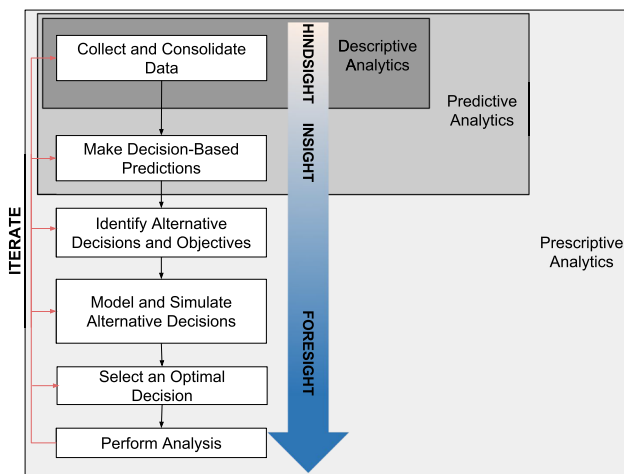 Collect and Consolidate
Data
Descriptive
Analytics
Predictive
Analytics
Make Decision-Based
Predictions
Identify Alternative
Decisions and Objectives
Prescriptive
Analytics
Model and Simulate
Alternative Decisions
Select an Optimal
Decision
Perform Analysis
ITERATE
HINDSIGHT
INSIGHT
FORESIGHT